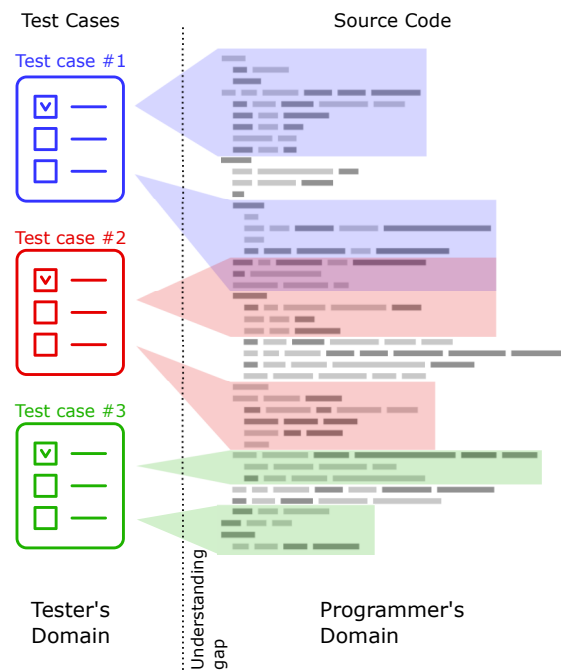 Test Cases
Source Code
Test case #1
Test case #2
Test case #3
Tester's
Domain
Understanding
gap
Programmer's
Domain